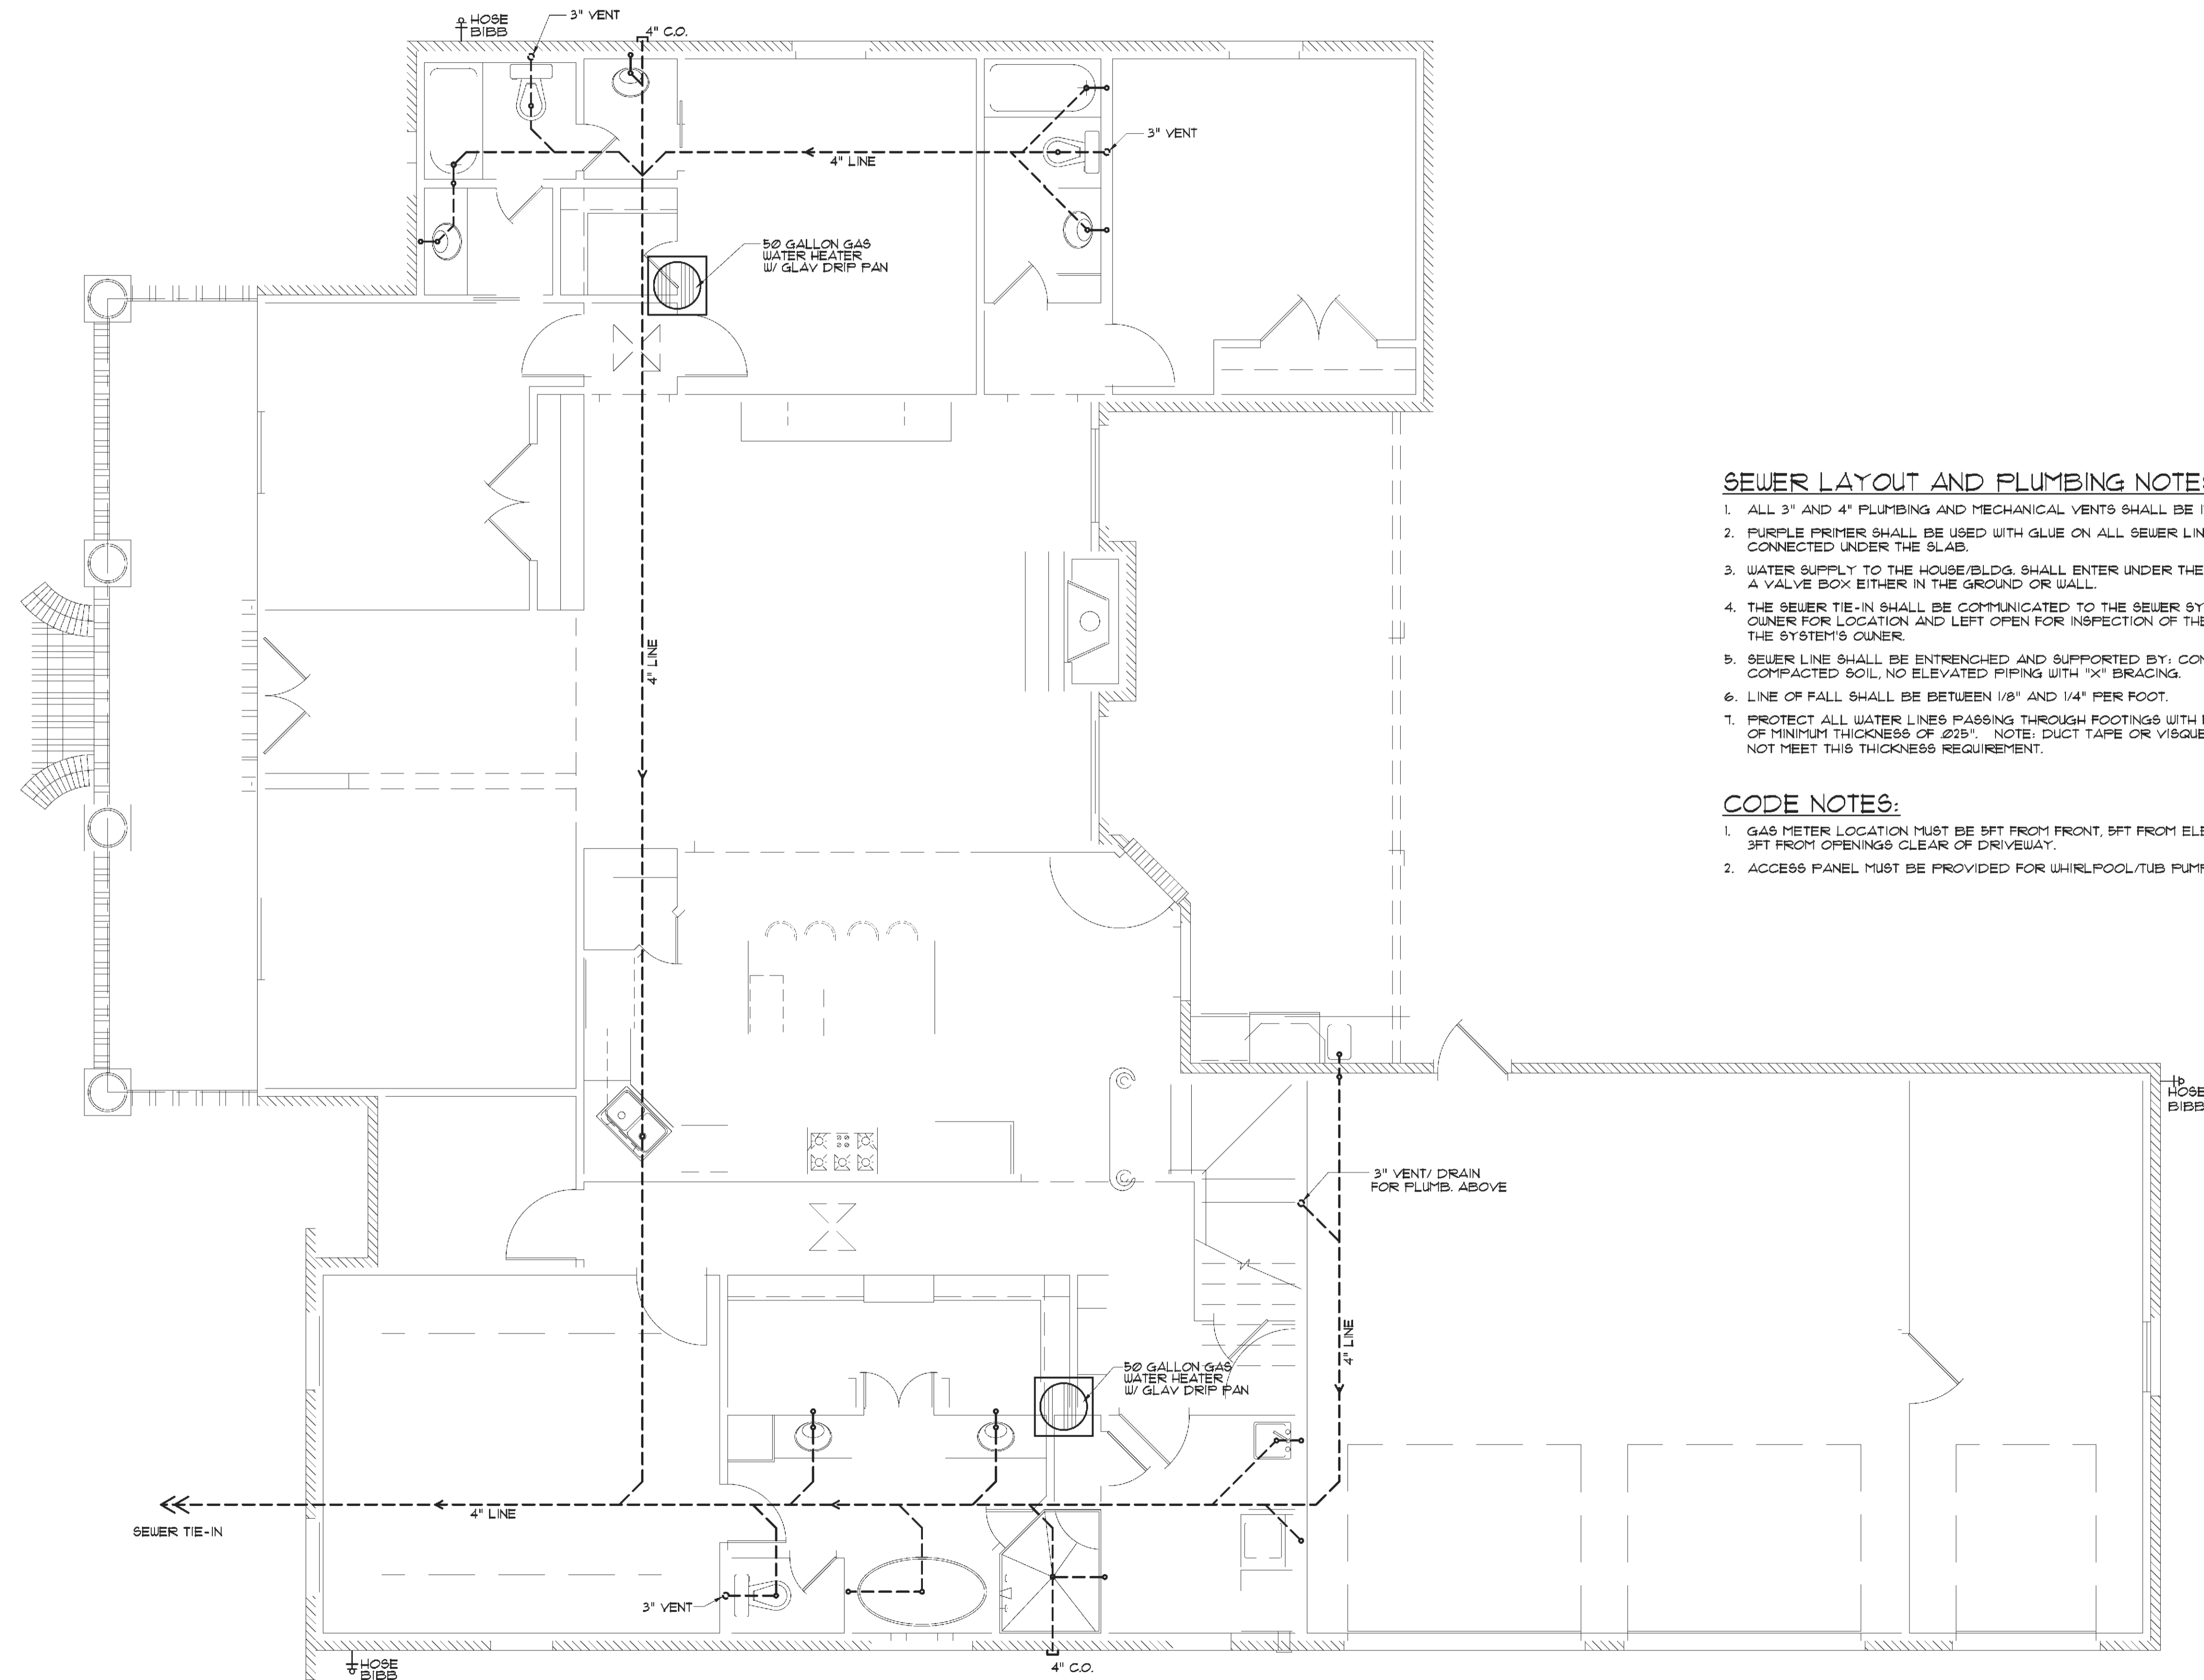 HOSE
BIBB
3" VENT
4" C.O.
3" VENT
4" LINE
50 GALLON GAS
WATER HEATER
W/ GLAV DRIP PAN
4" LINE
SEWER LAYOUT AND PLUMBING NOTES
1. ALL 3" AND 4" PLUMBING AND MECHANICAL VENTS SHALL BE
2. PURPLE PRIMER SHALL BE USED WITH GLUE ON ALL SEWER
CONNECTED UNDER THE SLAB.
3. WATER SUPPLY TO THE HOUSE/BLDG. SHALL ENTER UNDER THE
A VALVE BOX EITHER IN THE GROUND OR WALL.
4. THE SEWER TIE-IN SHALL BE COMMUNICATED TO THE SEWER SY
OWNER FOR LOCATION AND LEFT OPEN FOR INSPECTION OF THE
THE SYSTEM'S OWNER.
5. SEWER LINE SHALL BE ENTRENCHED AND SUPPORTED BY: CON
COMPACTED SOIL, NO ELEVATED PIPING WITH "X" BRACING.
6. LINE OF FALL SHALL BE BETWEEN 1/8" AND 1/4" PER FOOT.
7. PROTECT ALL WATER LINES PASSING THROUGH FOOTINGS WITH
OF MINIMUM THICKNESS OF .025". NOTE: DUCT TAPE OR VISQUE
NOT MEET THIS THICKNESS REQUIREMENT.
CODE NOTES:
1. GAS METER LOCATION MUST BE 5FT FROM FRONT, 5FT FROM ELE
3FT FROM OPENINGS CLEAR OF DRIVEWAY.
2. ACCESS PANEL MUST BE PROVIDED FOR WHIRLPOOL/TUB PUMP
HOSE
BIBB
3" VENT/ DRAIN
FOR PLUMB. ABOVE
4" LINE
50 GALLON GAS
WATER HEATER
W/ GLAV DRIP PAN
4" LINE
SEWER TIE-IN
3" VENT
HOSE
BIBB
4" C.O.